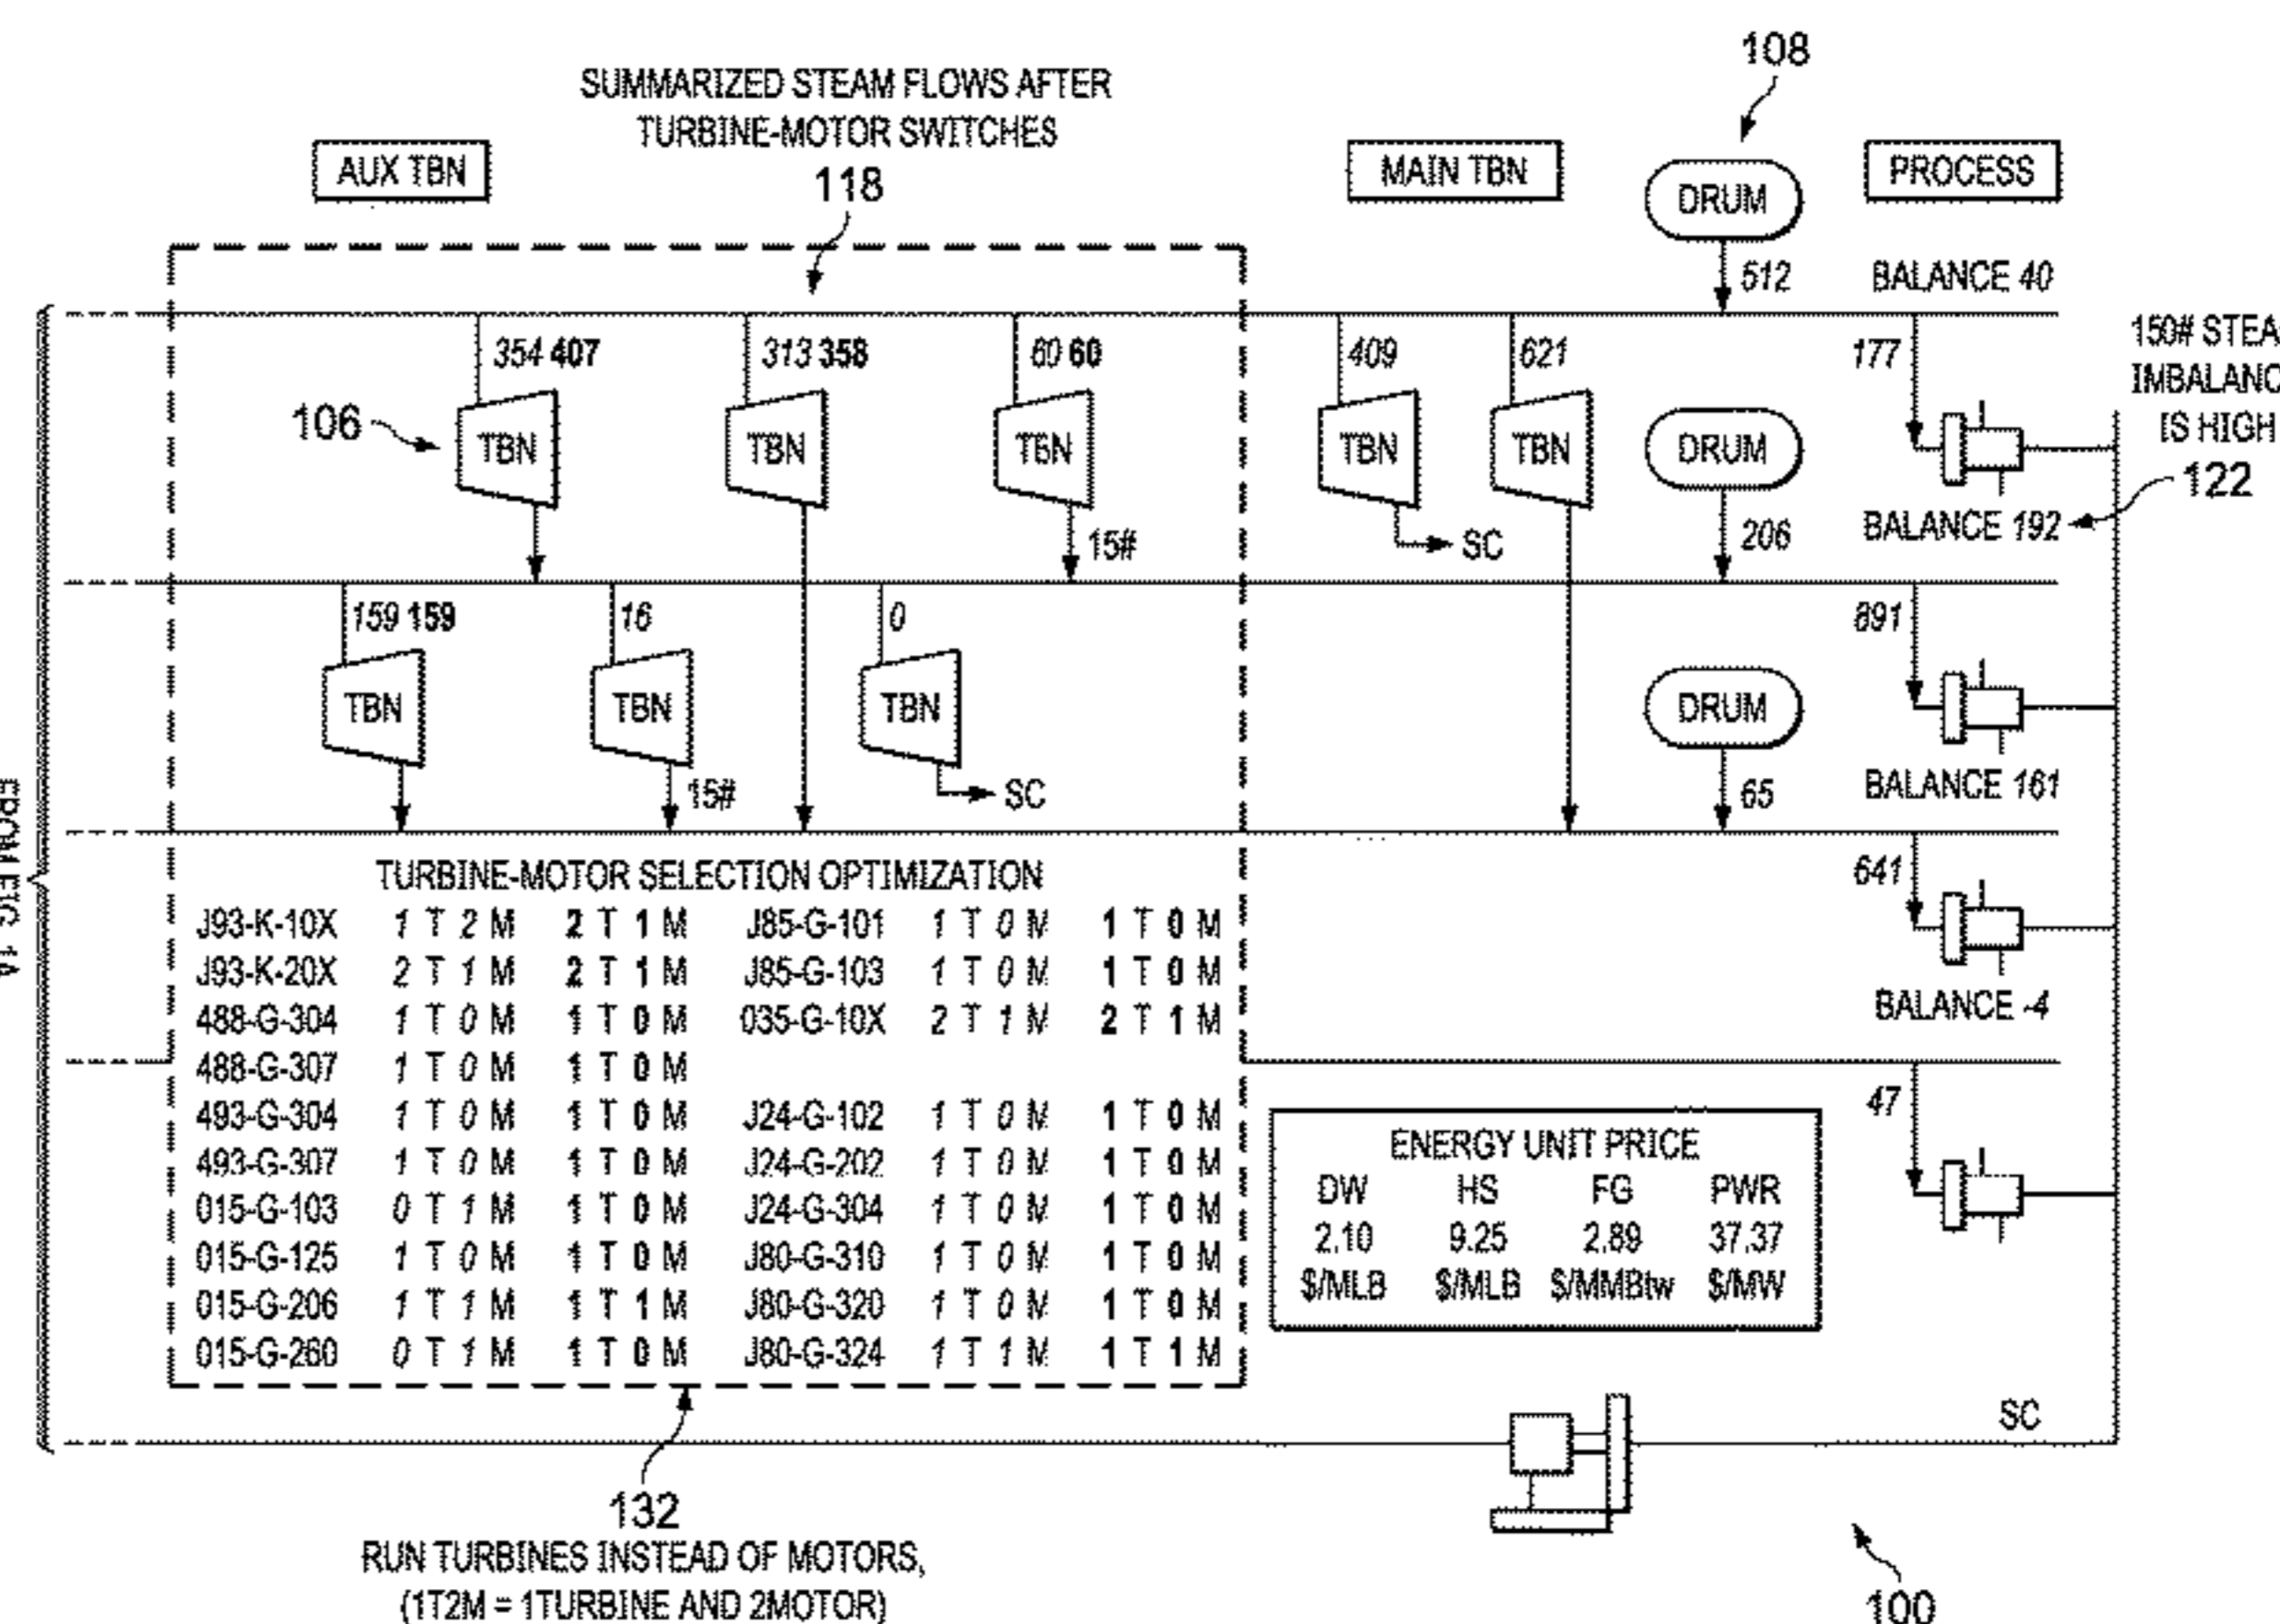 108
SUMMARIZED STEAM FLOWS AFTER
TURBINE-MOTOR SWITCHES
118
AUX TBN
MAIN TBN
DRUM
PROCESS
512
BALANCE 40
354 407
313 358
60 60
409
621
177
150# STEA
IMBALANC
IS HIGH
122
106
TBN
TBN
TBN
TBN
TBN
DRUM
15#
SC
206
BALANCE 192
159 159
16
0
891
TBN
TBN
TBN
DRUM
15#
SC
65
BALANCE 161
641
BALANCE -4
47
TURBINE-MOTOR SELECTION OPTIMIZATION
J93-K-10X 1 T 2 M 2 T 1 M J85-G-101 1 T 0 M 1 T 0 M
J93-K-20X 2 T 1 M 2 T 1 M J85-G-103 1 T 0 M 1 T 0 M
488-G-304 1 T 0 M 1 T 0 M 035-G-10X 2 T 1 M 2 T 1 M
488-G-307 1 T 0 M 1 T 0 M
493-G-304 1 T 0 M 1 T 0 M J24-G-102 1 T 0 M 1 T 0 M
493-G-307 1 T 0 M 1 T 0 M J24-G-202 1 T 0 M 1 T 0 M
015-G-103 0 T 1 M 1 T 0 M J24-G-304 1 T 0 M 1 T 0 M
015-G-125 1 T 0 M 1 T 0 M J80-G-310 1 T 0 M 1 T 0 M
015-G-206 1 T 1 M 1 T 1 M J80-G-320 1 T 0 M 1 T 0 M
015-G-260 0 T 1 M 1 T 0 M J80-G-324 1 T 1 M 1 T 1 M
ENERGY UNIT PRICE
DW HS FG PWR
2.10 9.25 2.89 37.37
$/MLB $/MLB $/MMBtw $/MW
SC
132
RUN TURBINES INSTEAD OF MOTORS,
(1T2M = 1TURBINE AND 2MOTOR)
100